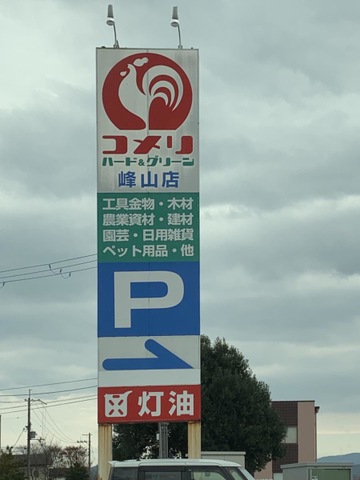 コメリ
ハード&グリーン
峰山店
工具金物・木材
農業資材・建材
園芸・日用雑貨
ペット用品・他
P
灯油